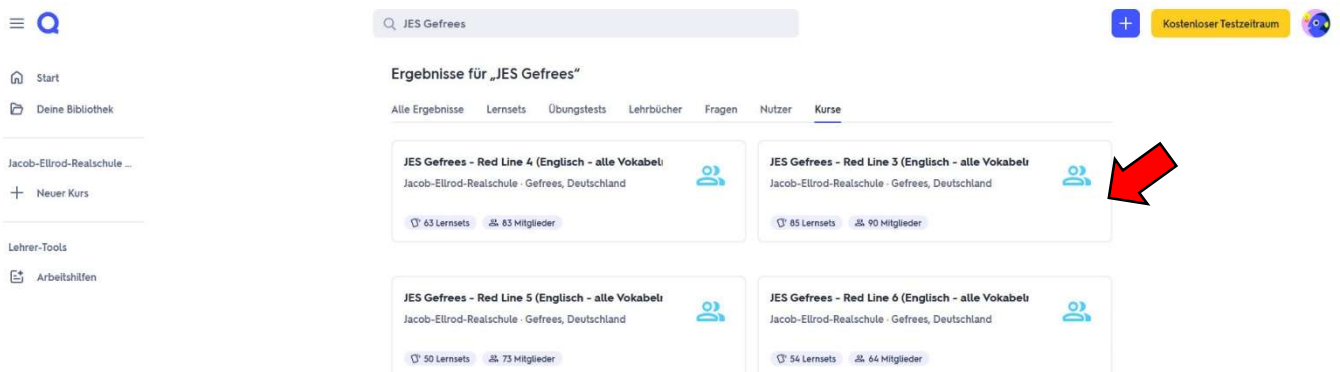 JES Gefrees
Kostenloser Testzeitraum
Start
Deine Bibliothek
Jacob-Ellrod-Realschule ...
Neuer Kurs
Lehrer-Tools
Arbeitshilfen
Ergebnisse für „JES Gefrees“
Alle Ergebnisse Lernsets Übungstests Lehrbücher Fragen Nutzer Kurse
JES Gefrees - Red Line 4 (Englisch - alle
Jacob-Ellrod-Realschule · Gefrees, Deutschland
63 Lernsets 83 Mitglieder
JES Gefrees - Red Line 3 (Englisch - alle
Jacob-Ellrod-Realschule · Gefrees, Deutschland
85 Lernsets 90 Mitglieder
JES Gefrees - Red Line 5 (Englisch - alle
Jacob-Ellrod-Realschule · Gefrees, Deutschland
50 Lernsets 73 Mitglieder
JES Gefrees - Red Line 6 (Englisch - alle
Jacob-Ellrod-Realschule · Gefrees, Deutschland
54 Lernsets 64 Mitglieder